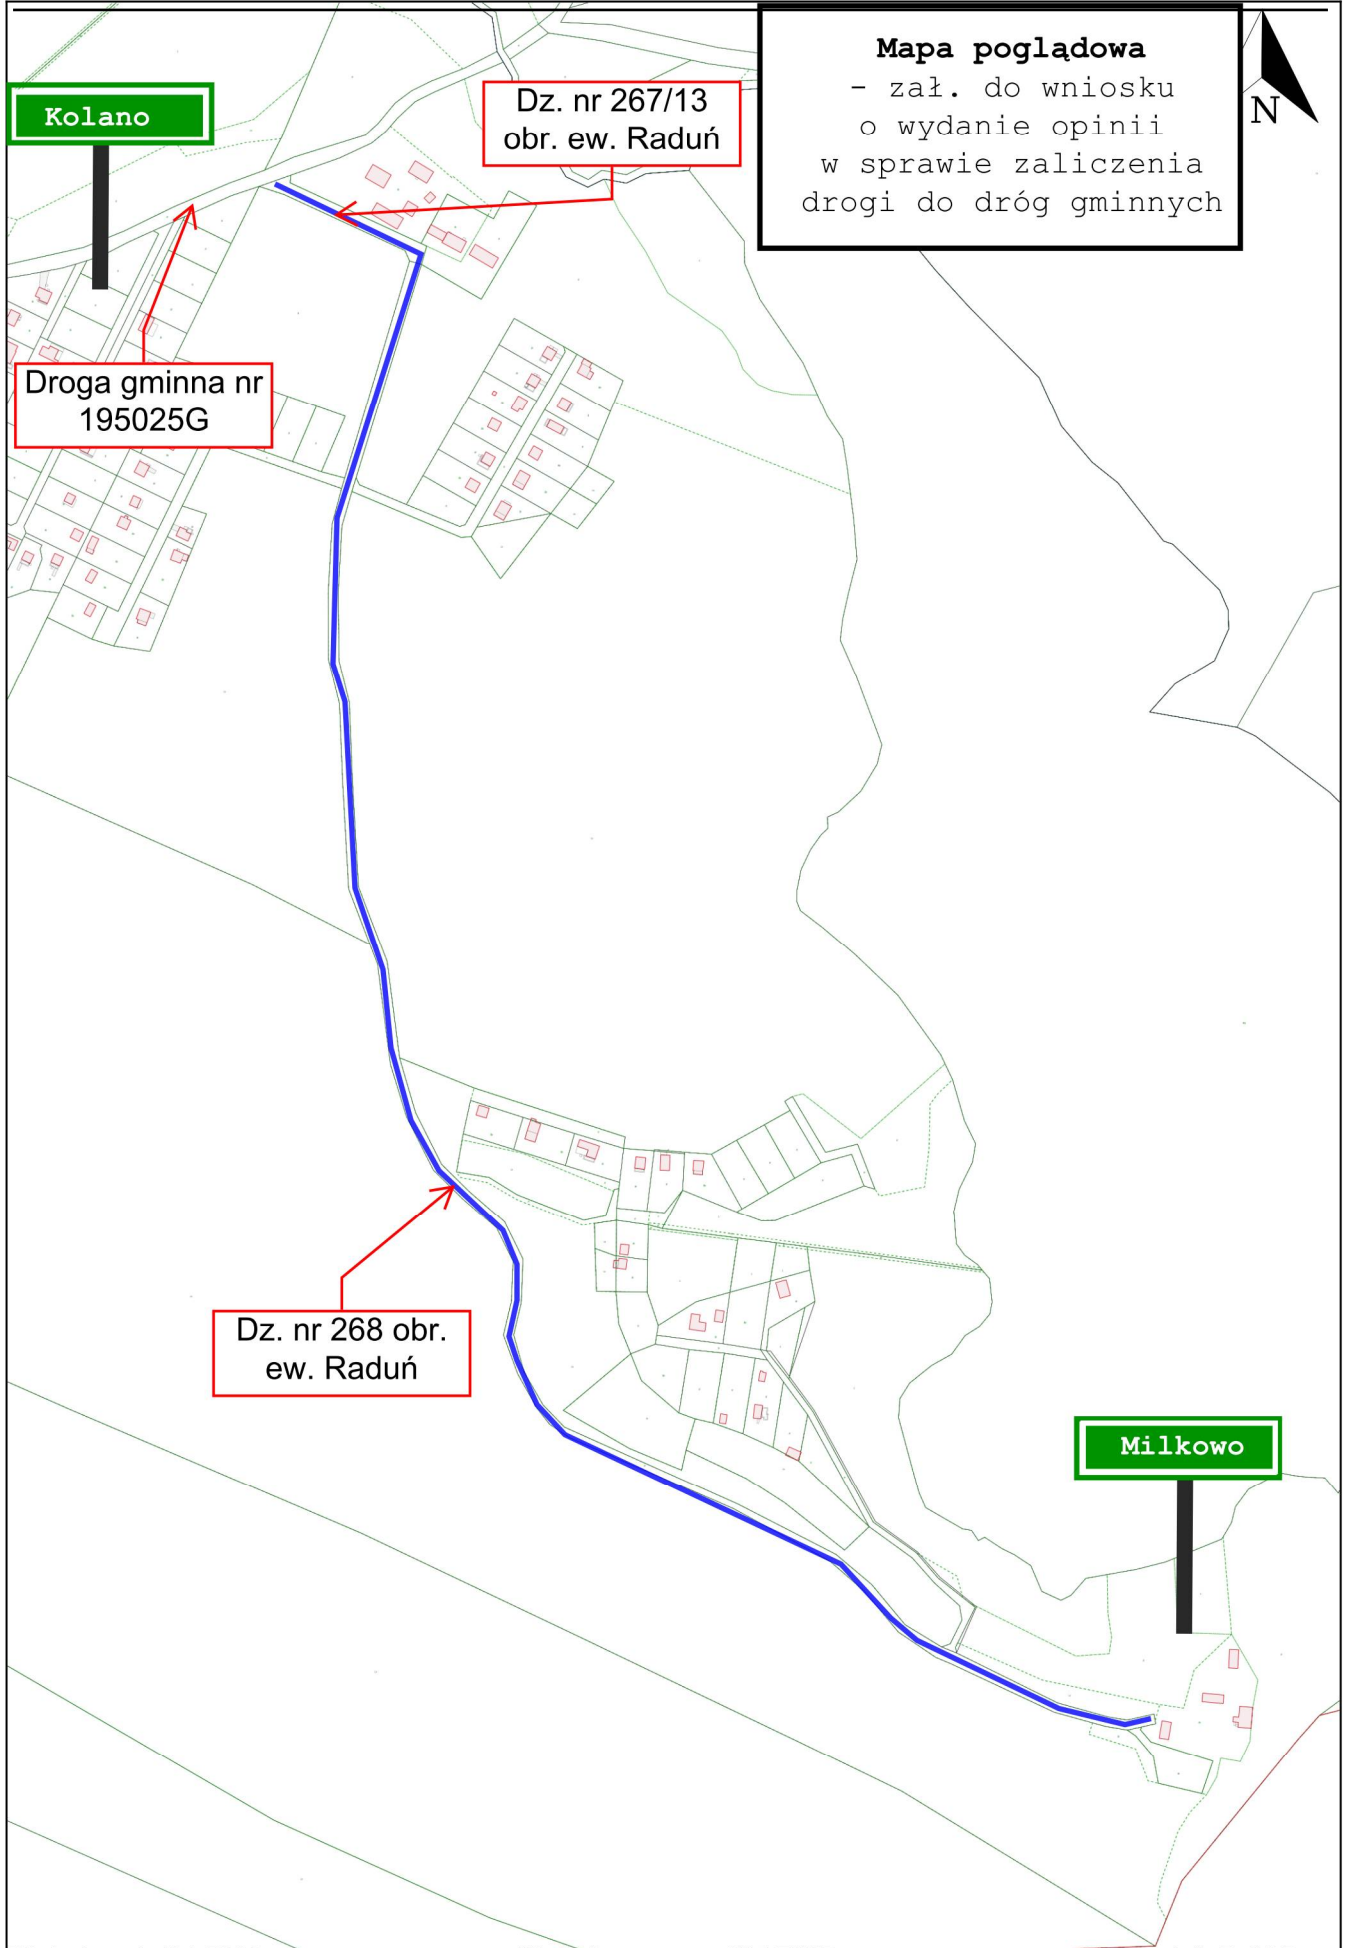 Mapa poglądowa
- zał. do wniosku
o wydanie opinii
w sprawie zaliczenia
drogi do dróg gminnych
N
Kolano
Dz. nr 267/13
obr. ew. Raduń
Droga gminna nr
195025G
Dz. nr 268 obr.
ew. Raduń
Milkowo